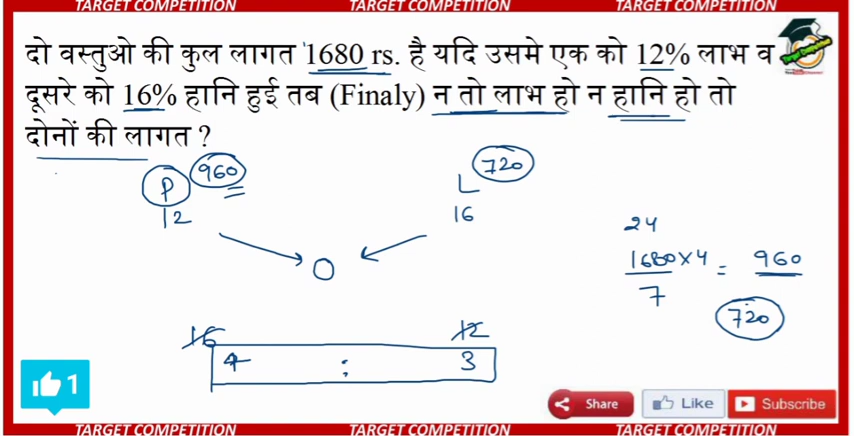 TARGET COMPETITION TARGET COMPETITION TARGET COMPETITION
दो वस्तुओ की कुल लागत 1680 rs. है यदि उसमे एक को 12% लाभ व
दूसरे को 16% हानि हुई तब (Finaly) न तो लाभ हो न हानि हो तो
दोनों की लागत ?
P 960 L 720
12 16
0
24
1680×4 = 960
7
720
16 12
4 : 3
1
Share Like Subscribe
TARGET COMPETITION TARGET COMPETITION TARGET COMPETITION